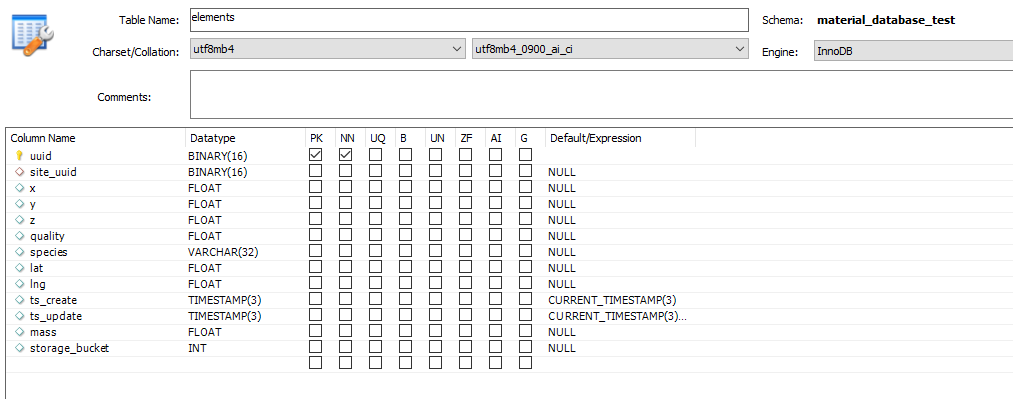 Table Name: elements Schema: material_database_test
Charset/Collation: utf8mb4 utf8mb4_0900_ai_ci Engine: InnoDB
Comments:
Column Name Datatype PK NN UQ B UN ZF AI G Default/Expression
uuid BINARY(16)
site_uuid BINARY(16) NULL
x FLOAT NULL
y FLOAT NULL
z FLOAT NULL
quality FLOAT NULL
species VARCHAR(32) NULL
lat FLOAT NULL
lng FLOAT NULL
ts_create TIMESTAMP(3) CURRENT_TIMESTAMP(3)
ts_update TIMESTAMP(3) CURRENT_TIMESTAMP(3)...
mass FLOAT NULL
storage_bucket INT NULL